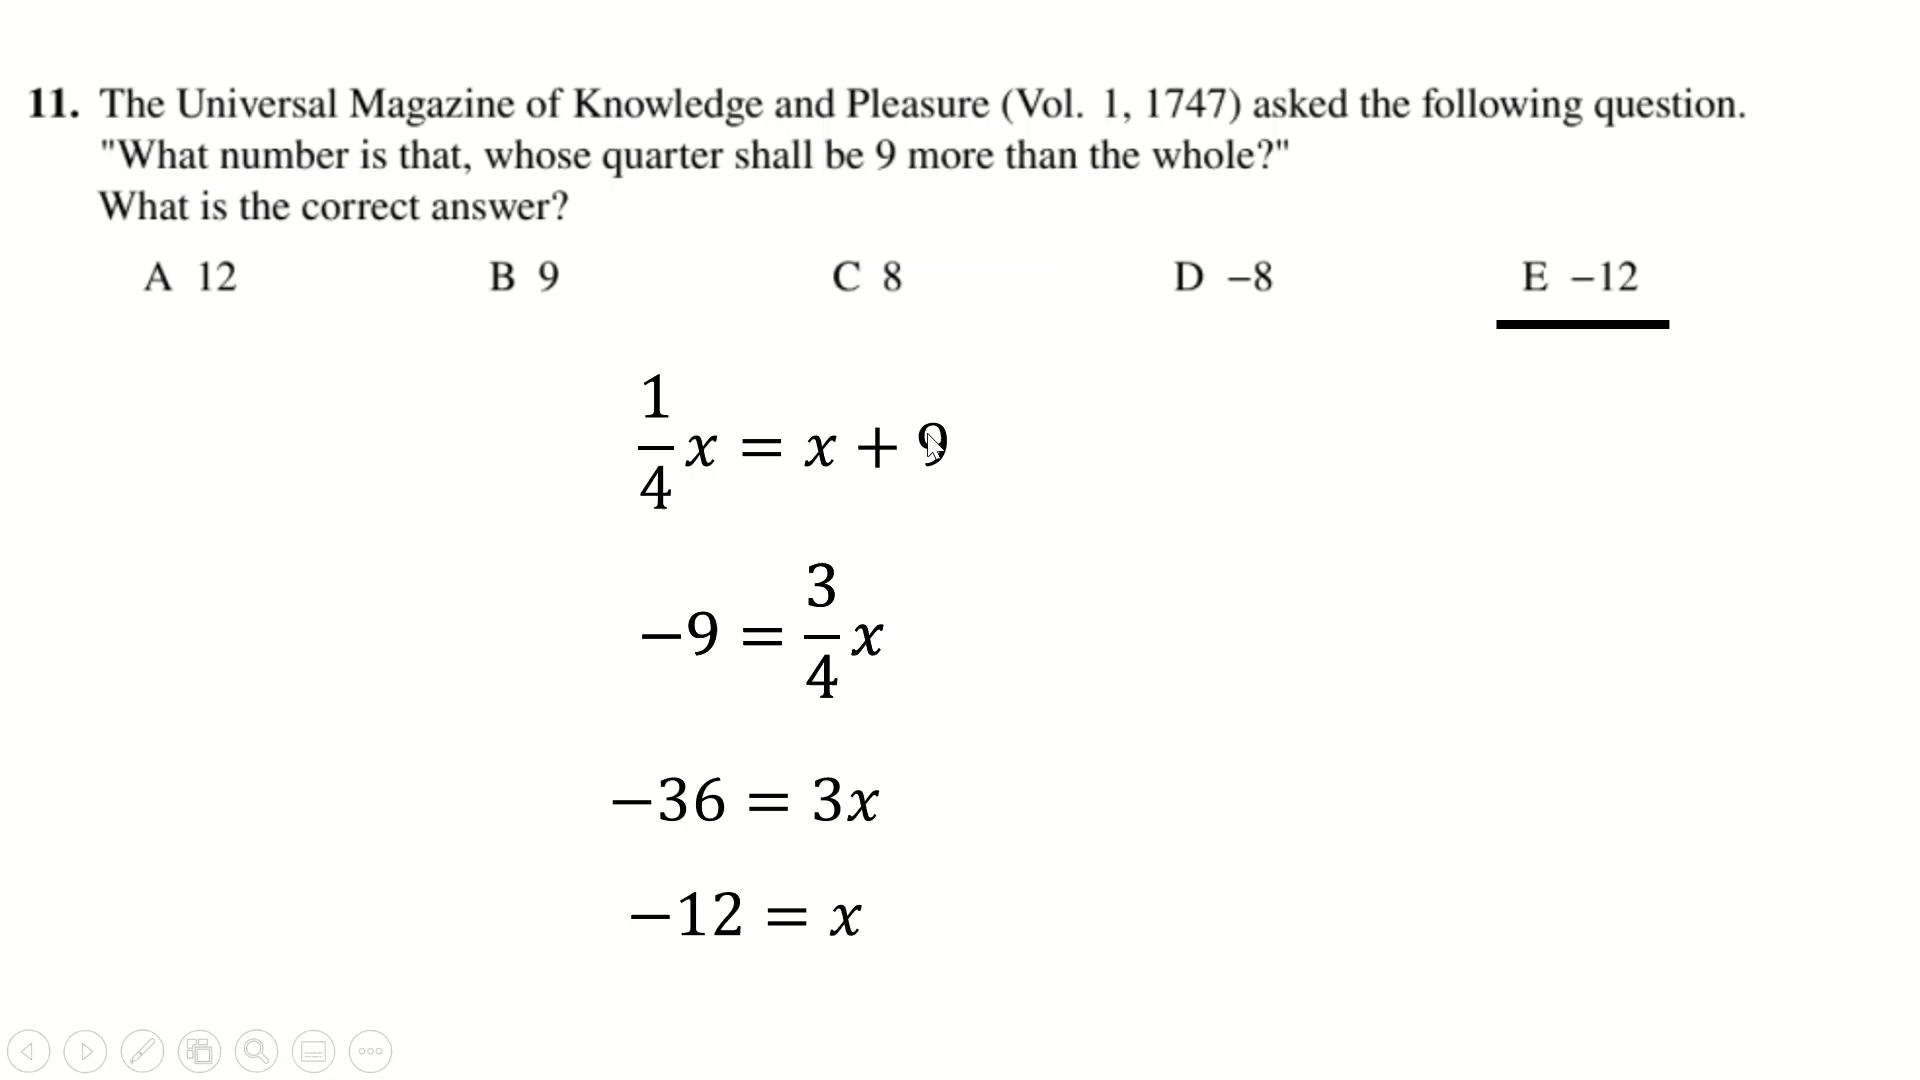 11. The Universal Magazine of Knowledge and Pleasure (Vol. 1, 1747) asked the following question.
"What number is that, whose quarter shall be 9 more than the whole?"
What is the correct answer?
A 12 B 9 C 8 D –8 E –12
1/4 x = x + 9
−9 = 3/4 x
−36 = 3x
−12 = x